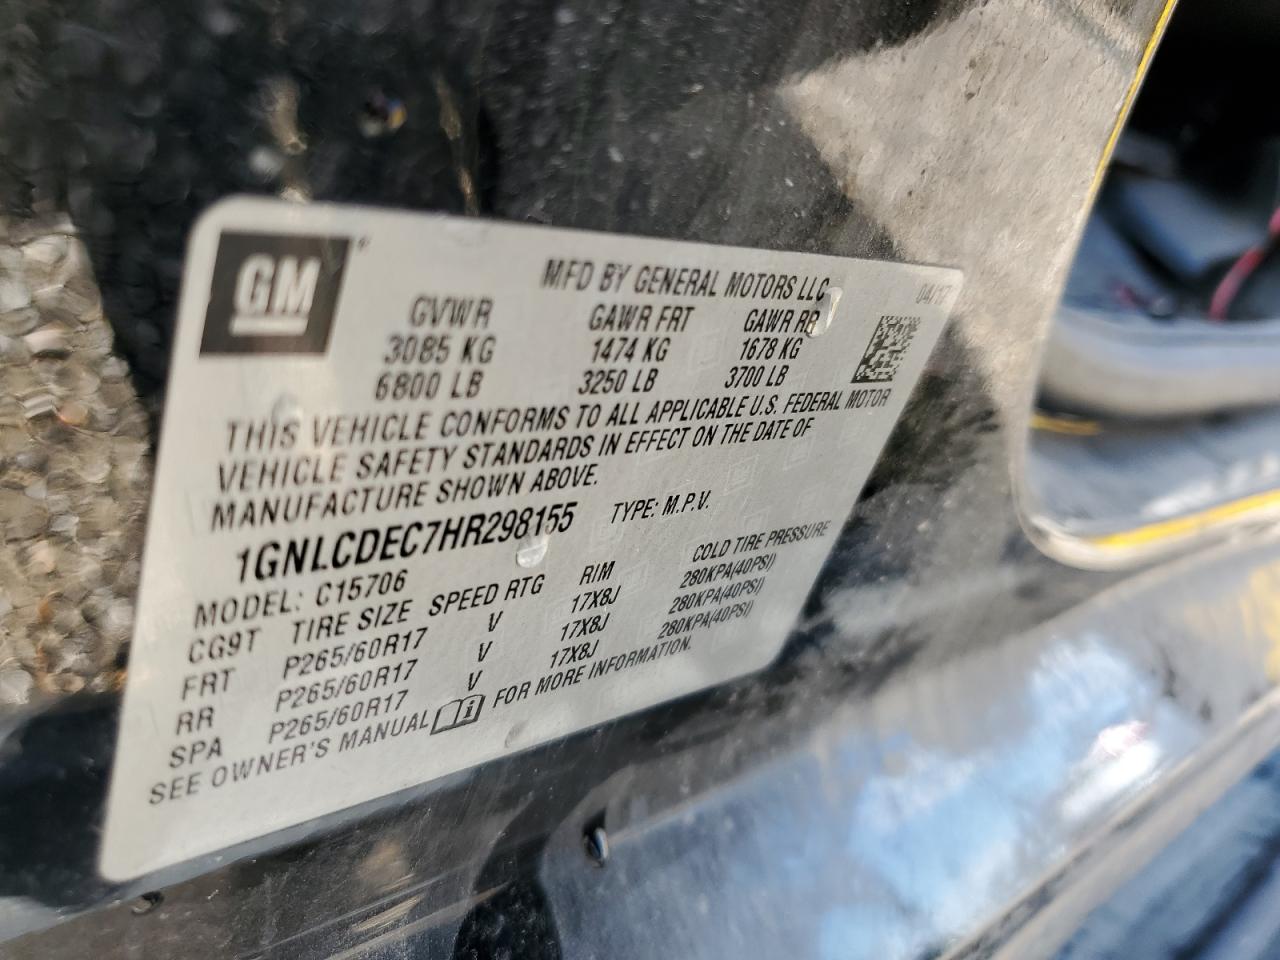 GM
MFD BY GENERAL MOTORS LLC
04/17
GVWR GAWR FRT GAWR RR
3085 KG 1474 KG 1678 KG
6800 LB 3250 LB 3700 LB
THIS VEHICLE CONFORMS TO ALL APPLICABLE U.S. FEDERAL MOTOR
VEHICLE SAFETY STANDARDS IN EFFECT ON THE DATE OF
MANUFACTURE SHOWN ABOVE.
1GNLCDEC7HR298155 TYPE: M.P.V.
MODEL: C15706
CG9T TIRE SIZE SPEED RTG RIM COLD TIRE PRESSURE
FRT P265/60R17 V 17X8J 280KPA(40PSI)
RR P265/60R17 V 17X8J 280KPA(40PSI)
SPA P265/60R17 V 17X8J 280KPA(40PSI)
SEE OWNER'S MANUAL FOR MORE INFORMATION.